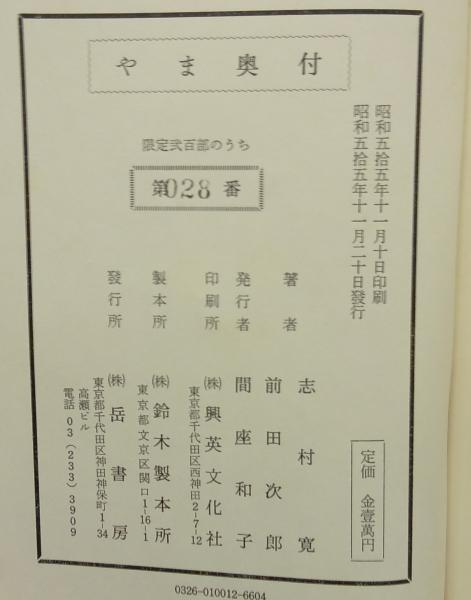 やま奥付
限定弐百部のうち
第028番
昭和五拾五年十一月十日印刷
昭和五拾五年十一月二十日發行
定価 金壹萬円
著者 志村寛
前田次郎
発行者 間座和子
印刷所 ㈱興英文化社
東京都千代田区西神田2-7-12
製本所 ㈱鈴木製本所
東京都文京区関口1-16-1
發行所 ㈱岳書房
東京都千代田区神田神保町1-34
高瀬ビル
電話 03(233)3909
0326-010012-6604